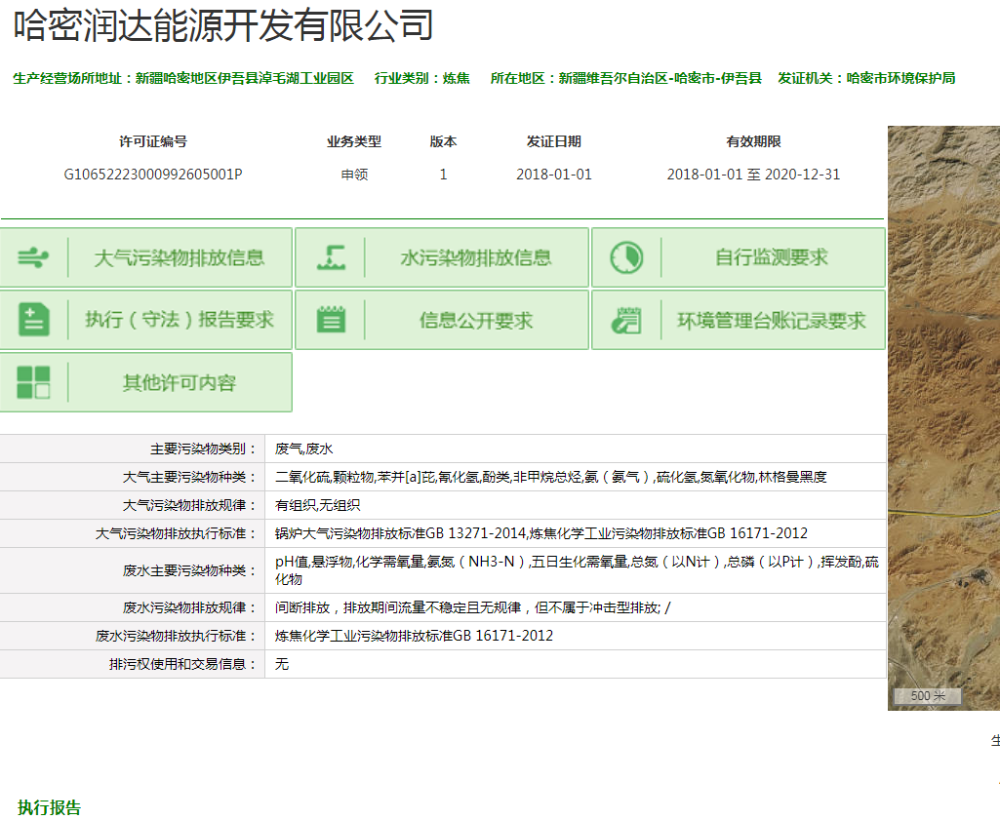 哈密润达能源开发有限公司
生产经营场所地址：新疆哈密地区伊吾县淖毛湖工业园区 行业类别：炼焦 所在地区：新疆维吾尔自治区-哈密市-伊吾县 发证机关：哈密市环境保护局
许可证编号 业务类型 版本 发证日期 有效期限
G10652223000992605001P 申领 1 2018-01-01 2018-01-01 至 2020-12-31
大气污染物排放信息 水污染物排放信息 自行监测要求
执行（守法）报告要求 信息公开要求 环境管理台账记录要求
其他许可内容
主要污染物类别： 废气,废水
大气主要污染物种类： 二氧化硫,颗粒物,苯并[a]芘,氰化氢,酚类,非甲烷总烃,氨（氨气）,硫化氢,氮氧化物,林格曼黑度
大气污染物排放规律： 有组织,无组织
大气污染物排放执行标准： 锅炉大气污染物排放标准GB 13271-2014,炼焦化学工业污染物排放标准GB 16171-2012
废水主要污染物种类： pH值,悬浮物,化学需氧量,氨氮（NH3-N）,五日生化需氧量,总氮（以N计）,总磷（以P计）,挥发酚,硫
化物
废水污染物排放规律： 间断排放，排放期间流量不稳定且无规律，但不属于冲击型排放; /
废水污染物排放执行标准： 炼焦化学工业污染物排放标准GB 16171-2012
排污权使用和交易信息： 无
500 米
执行报告